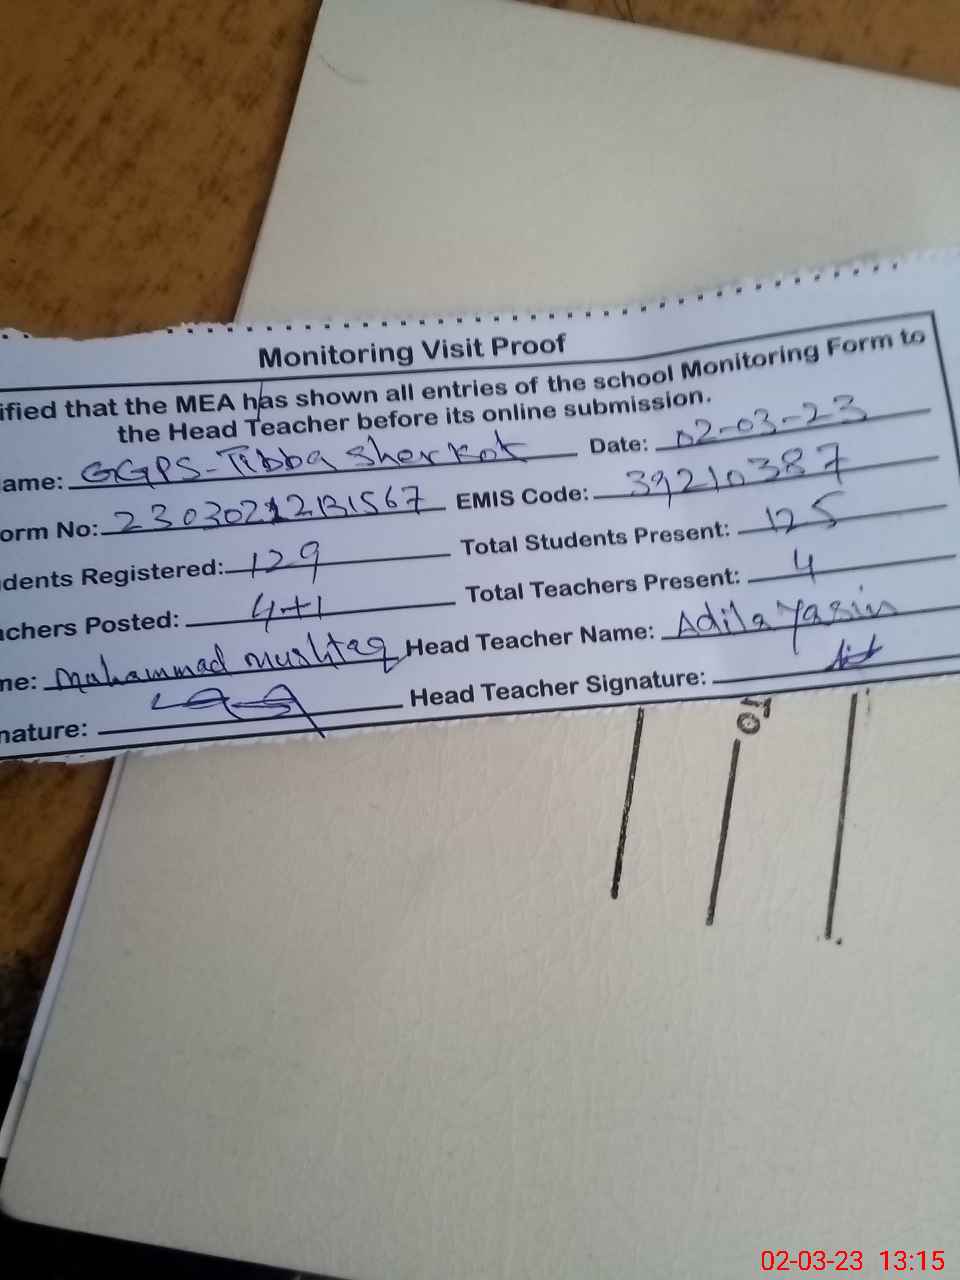 Monitoring Visit Proof
ified that the MEA has shown all entries of the school Monitoring Form to
the Head Teacher before its online submission.
ame: GGPS-Tibba Sherkot Date: 02-03-23
orm No: 23030212131567 EMIS Code: 39210387
dents Registered: 129 Total Students Present: 125
achers Posted: 4+1 Total Teachers Present: 4
me: Muhammad Mushtaq Head Teacher Name: Adila Yasin
nature: Head Teacher Signature:
TO
02-03-23 13:15